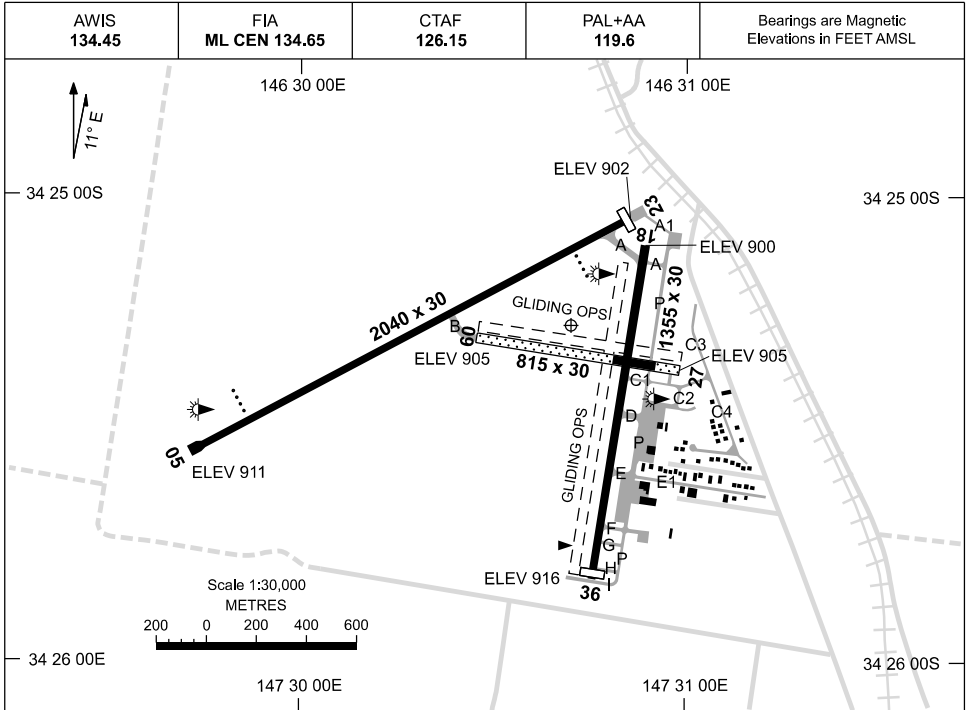 AWIS
134.45
FIA
ML CEN 134.65
CTAF
126.15
PAL+AA
119.6
Bearings are Magnetic
Elevations in FEET AMSL
146 30 00E
146 31 00E
11° E
ELEV 902
34 25 00S
34 25 00S
23
A1
18
ELEV 900
A
A
2040 x 30
GLIDING OPS
P
1355 x 30
B
09
C3
ELEV 905
ELEV 905
815 x 30
27
C1
C2
C4
D
GLIDING OPS
P
05
ELEV 911
E
E1
F
G
P
ELEV 916
H
I
36
Scale 1:30,000
METRES
200 0 200 400 600
34 26 00E
34 26 00S
147 30 00E
147 31 00E